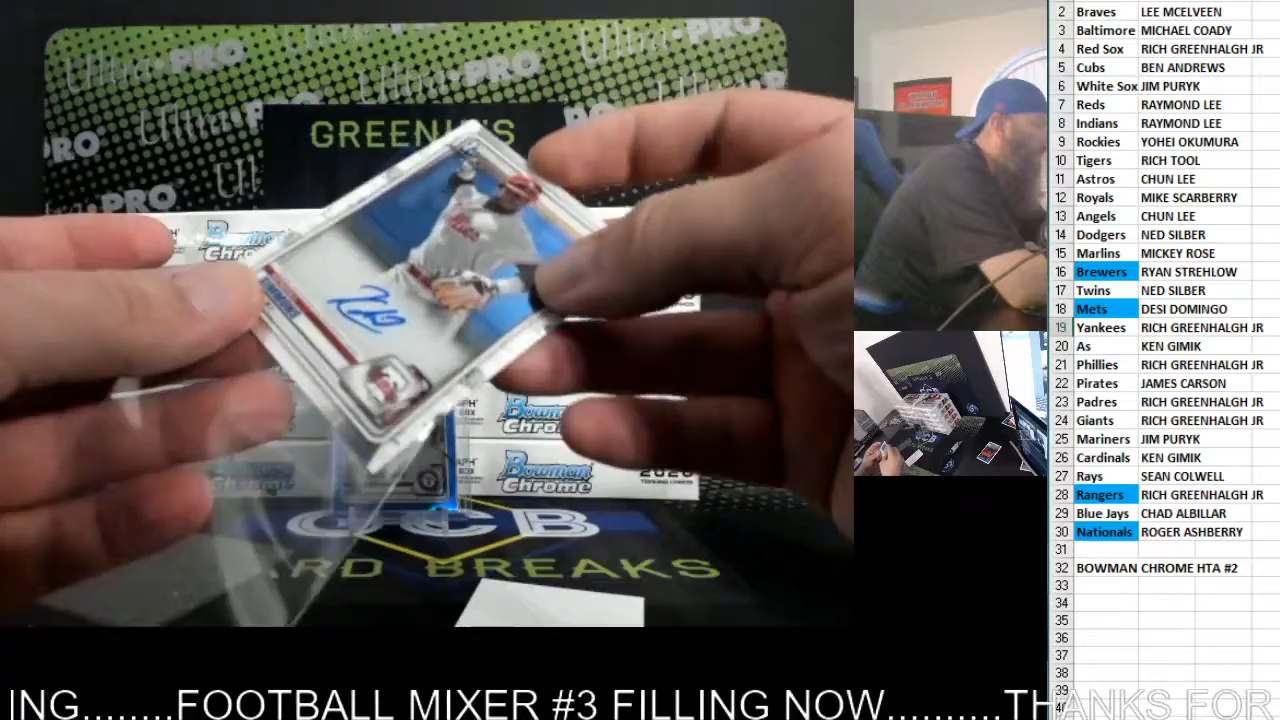 Ultra•PRO
PRO
GREENIE'S
Bowman
Chrome
Bowman
Chrome
Bowman
Chrome
2020
GCB
CARD BREAKS
2 Braves LEE MCELVEEN
3 Baltimore MICHAEL COADY
4 Red Sox RICH GREENHALGH JR
5 Cubs BEN ANDREWS
6 White Sox JIM PURYK
7 Reds RAYMOND LEE
8 Indians RAYMOND LEE
9 Rockies YOHEI OKUMURA
10 Tigers RICH TOOL
11 Astros CHUN LEE
12 Royals MIKE SCARBERRY
13 Angels CHUN LEE
14 Dodgers NED SILBER
15 Marlins MICKEY ROSE
16 Brewers RYAN STREHLOW
17 Twins NED SILBER
18 Mets DESI DOMINGO
19 Yankees RICH GREENHALGH JR
20 As KEN GIMIK
21 Phillies RICH GREENHALGH JR
22 Pirates JAMES CARSON
23 Padres RICH GREENHALGH JR
24 Giants RICH GREENHALGH JR
25 Mariners JIM PURYK
26 Cardinals KEN GIMIK
27 Rays SEAN COLWELL
28 Rangers RICH GREENHALGH JR
29 Blue Jays CHAD ALBILLAR
30 Nationals ROGER ASHBERRY
31
32 BOWMAN CHROME HTA #2
33
34
35
36
37
38
39
ING........FOOTBALL MIXER #3 FILLING NOW..........THANKS FOR